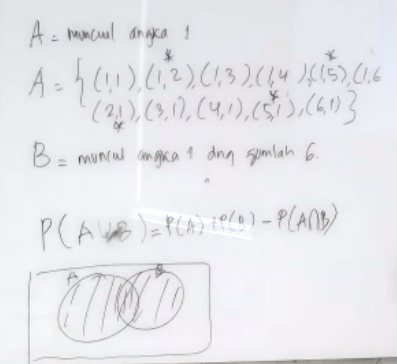 A = muncul angka 1
A = { (1,1), (1,2), (1,3), (1,4), (1,5), (1,6
(2,1), (3,1), (4,1), (5,1), (6,1) }
B = muncul angka 1 dng jumlah 6.
P(A∪B) = P(A) + P(B) - P(A∩B)
A B